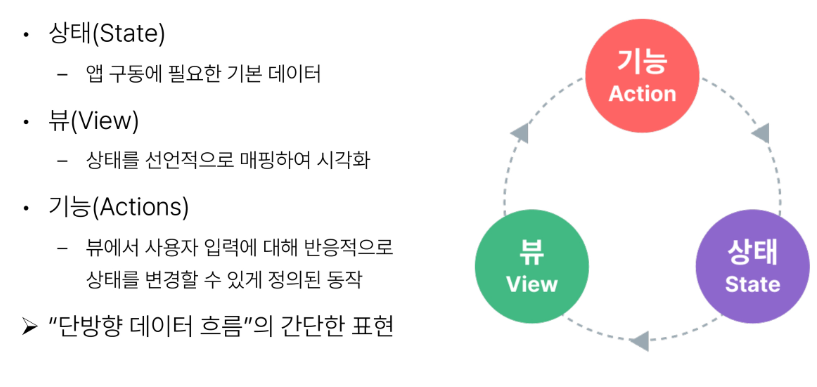 • 상태(State)
– 앱 구동에 필요한 기본 데이터
• 뷰(View)
– 상태를 선언적으로 매핑하여 시각화
• 기능(Actions)
– 뷰에서 사용자 입력에 대해 반응적으로
상태를 변경할 수 있게 정의된 동작
➢ “단방향 데이터 흐름”의 간단한 표현
기능
Action
뷰
View
상태
State